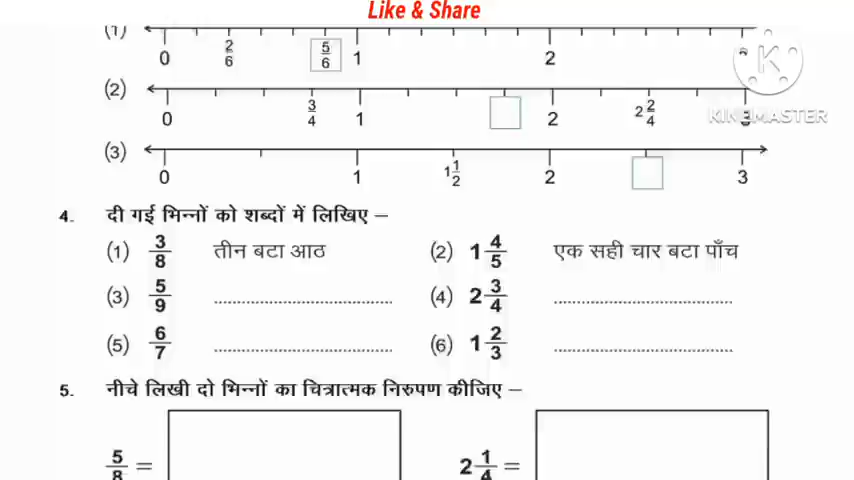 Like & Share
(1) 0 2/6 5/6 1 2
K
(2) 0 3/4 1 2 2 2/4 3
KINEMASTER
(3) 0 1 1 1/2 2 3
4. दी गई भिन्नों को शब्दों में लिखिए –
(1) 3/8 तीन बटा आठ (2) 1 4/5 एक सही चार बटा पाँच
(3) 5/9 ........................................ (4) 2 3/4 ........................................
(5) 6/7 ........................................ (6) 1 2/3 ........................................
5. नीचे लिखी दो भिन्नों का चित्रात्मक निरुपण कीजिए –
5/8 = 2 1/4 =